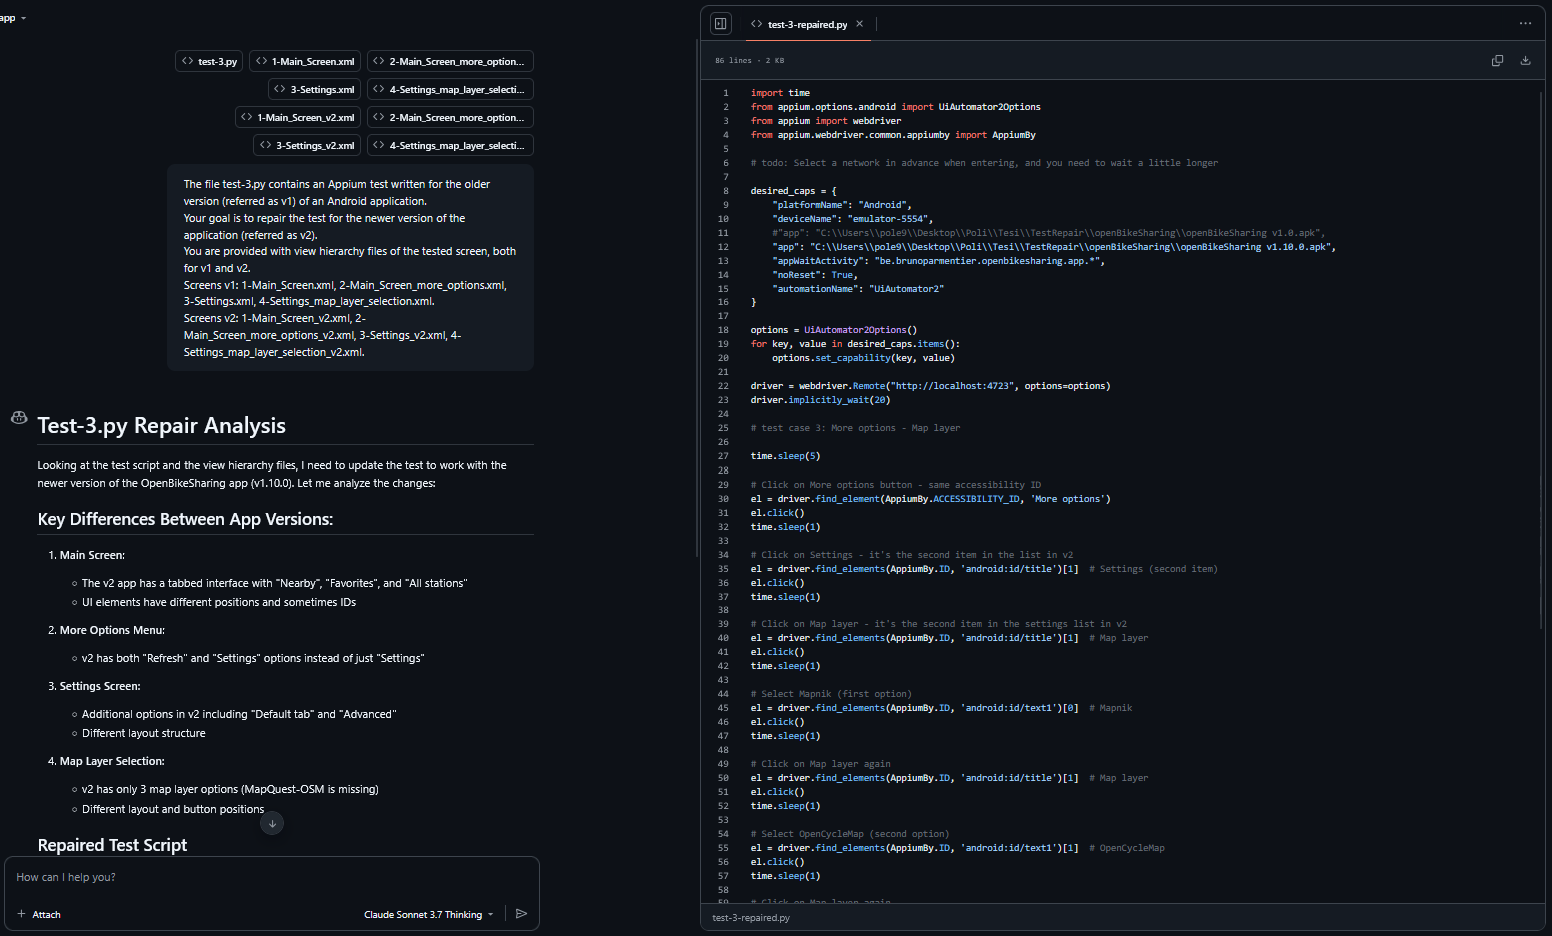 app
test-3.py
1-Main_Screen.xml
2-Main_Screen_more_option...
3-Settings.xml
4-Settings_map_layer_selecti...
1-Main_Screen_v2.xml
2-Main_Screen_more_option...
3-Settings_v2.xml
4-Settings_map_layer_selecti...
The file test-3.py contains an Appium test written for the older
version (referred as v1) of an Android application.
Your goal is to repair the test for the newer version of the
application (referred as v2).
You are provided with view hierarchy files of the tested screen, both
for v1 and v2.
Screens v1: 1-Main_Screen.xml, 2-Main_Screen_more_options.xml,
3-Settings.xml, 4-Settings_map_layer_selection.xml.
Screens v2: 1-Main_Screen_v2.xml, 2-
Main_Screen_more_options_v2.xml, 3-Settings_v2.xml, 4-
Settings_map_layer_selection_v2.xml.
Test-3.py Repair Analysis
Looking at the test script and the view hierarchy files, I need to update the test to work with the
newer version of the OpenBikeSharing app (v1.10.0). Let me analyze the changes:
Key Differences Between App Versions:
1. Main Screen:
○ The v2 app has a tabbed interface with "Nearby", "Favorites", and "All stations"
○ UI elements have different positions and sometimes IDs
2. More Options Menu:
○ v2 has both "Refresh" and "Settings" options instead of just "Settings"
3. Settings Screen:
○ Additional options in v2 including "Default tab" and "Advanced"
○ Different layout structure
4. Map Layer Selection:
○ v2 has only 3 map layer options (MapQuest-OSM is missing)
○ Different layout and button positions
Repaired Test Script
How can I help you?
+ Attach
Claude Sonnet 3.7 Thinking
test-3-repaired.py
86 lines · 2 KB
1 import time
2 from appium.options.android import UiAutomator2Options
3 from appium import webdriver
4 from appium.webdriver.common.appiumby import AppiumBy
5
6 # todo: Select a network in advance when entering, and you need to wait a little longer
7
8 desired_caps = {
9 "platformName": "Android",
10 "deviceName": "emulator-5554",
11 #"app": "C:\\Users\\pole9\\Desktop\\Poli\\Tesi\\TestRepair\\openBikeSharing\\openBikeSharing v1.0.apk",
12 "app": "C:\\Users\\pole9\\Desktop\\Poli\\Tesi\\TestRepair\\openBikeSharing\\openBikeSharing v1.10.0.apk",
13 "appWaitActivity": "be.brunoparmentier.openbikesharing.app.*",
14 "noReset": True,
15 "automationName": "UiAutomator2"
16 }
17
18 options = UiAutomator2Options()
19 for key, value in desired_caps.items():
20 options.set_capability(key, value)
21
22 driver = webdriver.Remote("http://localhost:4723", options=options)
23 driver.implicitly_wait(20)
24
25 # test case 3: More options - Map layer
26
27 time.sleep(5)
28
29 # Click on More options button - same accessibility ID
30 el = driver.find_element(AppiumBy.ACCESSIBILITY_ID, 'More options')
31 el.click()
32 time.sleep(1)
33
34 # Click on Settings - it's the second item in the list in v2
35 el = driver.find_elements(AppiumBy.ID, 'android:id/title')[1] # Settings (second item)
36 el.click()
37 time.sleep(1)
38
39 # Click on Map layer - it's the second item in the settings list in v2
40 el = driver.find_elements(AppiumBy.ID, 'android:id/title')[1] # Map layer
41 el.click()
42 time.sleep(1)
43
44 # Select Mapnik (first option)
45 el = driver.find_elements(AppiumBy.ID, 'android:id/text1')[0] # Mapnik
46 el.click()
47 time.sleep(1)
48
49 # Click on Map layer again
50 el = driver.find_elements(AppiumBy.ID, 'android:id/title')[1] # Map layer
51 el.click()
52 time.sleep(1)
53
54 # Select OpenCycleMap (second option)
55 el = driver.find_elements(AppiumBy.ID, 'android:id/text1')[1] # OpenCycleMap
56 el.click()
57 time.sleep(1)
58
59 # Click on Map layer again
test-3-repaired.py